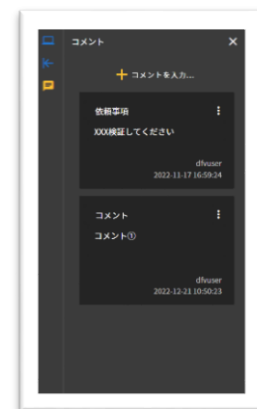 コメント
コメントを入力...
依頼事項
XXX検証してください
dfvuser
2022-11-17 16:59:24
コメント
コメント①
dfvuser
2022-12-21 10:50:23